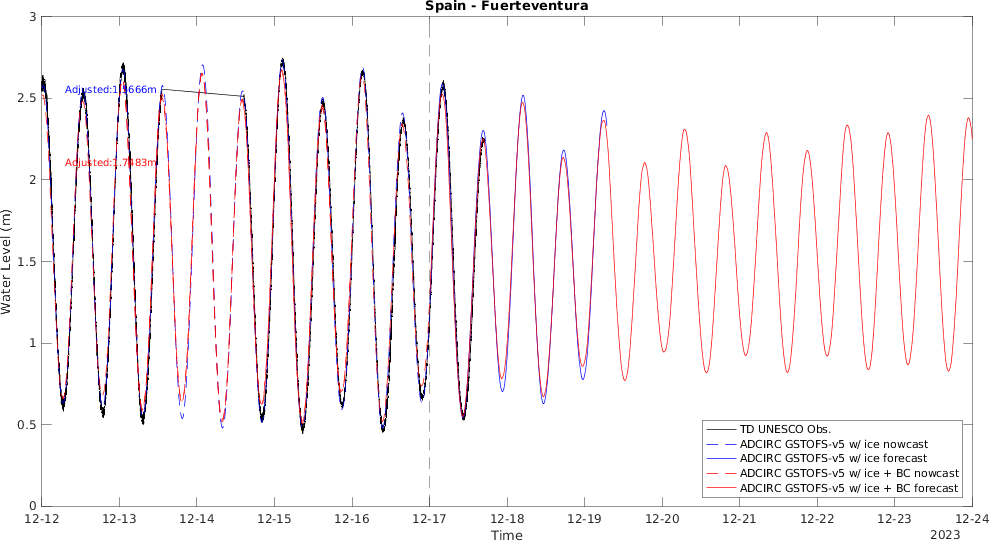 Spain - Fuerteventura
3
2.5
2
1.5
1
0.5
0
Water Level (m)
Adjusted:1.5666m
Adjusted:1.7483m
TD UNESCO Obs.
ADCIRC GSTOFS-v5 w/ ice nowcast
ADCIRC GSTOFS-v5 w/ ice forecast
ADCIRC GSTOFS-v5 w/ ice + BC nowcast
ADCIRC GSTOFS-v5 w/ ice + BC forecast
12-12 12-13 12-14 12-15 12-16 12-17 12-18 12-19 12-20 12-21 12-22 12-23 12-24
Time
2023